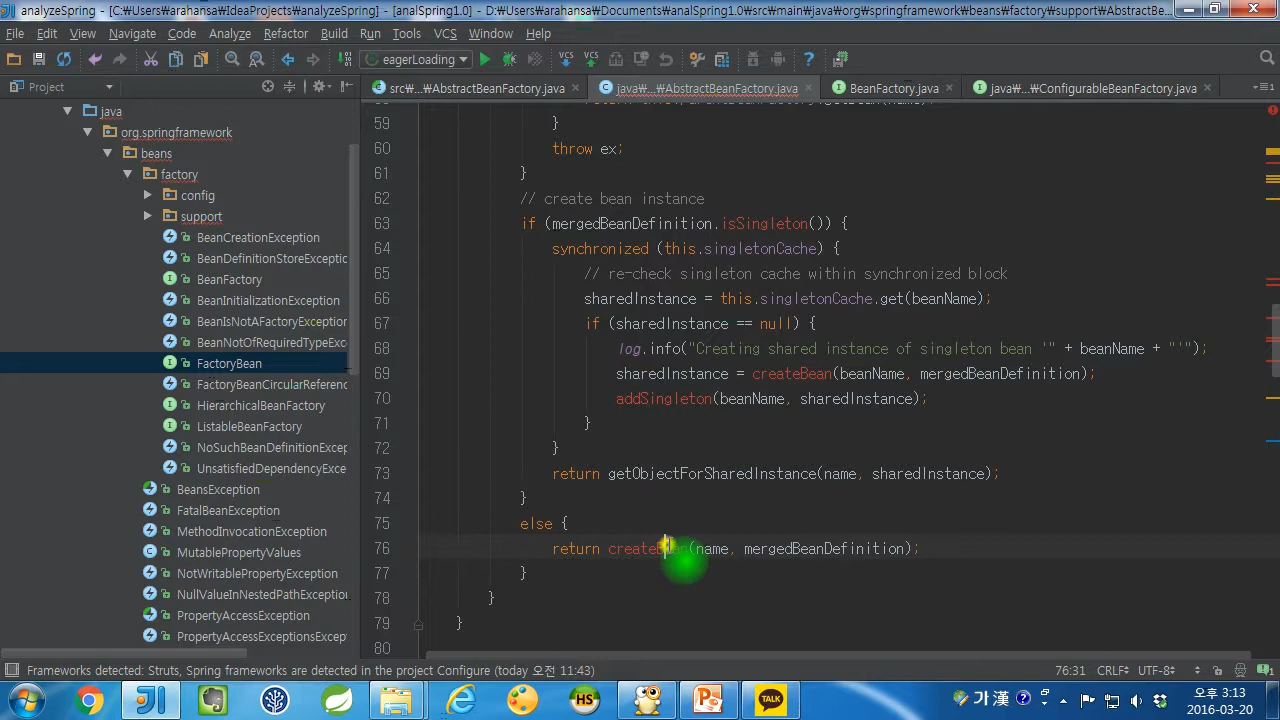 analyzeSpring - [C:₩Users₩arahansa₩IdeaProjects₩analyzeSpring] - [analSpring1.0] - D:₩Users₩arahansa₩Documents₩analSpring1.0₩src₩main₩java₩org₩springframework₩beans₩factory₩support₩AbstractBe...
File Edit View Navigate Code Analyze Refactor Build Run Tools VCS Window Help
eagerLoading
Project
src₩...₩AbstractBeanFactory.java
java₩...₩AbstractBeanFactory.java
BeanFactory.java
java₩...₩ConfigurableBeanFactory.java
java
org.springframework
beans
factory
config
support
BeanCreationException
BeanDefinitionStoreExceptio
BeanFactory
BeanInitializationException
BeanIsNotAFactoryException
BeanNotOfRequiredTypeExc
FactoryBean
FactoryBeanCircularReferenc
HierarchicalBeanFactory
ListableBeanFactory
NoSuchBeanDefinitionExcep
UnsatisfiedDependencyExce
BeansException
FatalBeanException
MethodInvocationException
MutablePropertyValues
NotWritablePropertyException
NullValueInNestedPathException
PropertyAccessException
PropertyAccessExceptionsExcept
59 }
60 throw ex;
61 }
62 // create bean instance
63 if (mergedBeanDefinition.isSingleton()) {
64 synchronized (this.singletonCache) {
65 // re-check singleton cache within synchronized block
66 sharedInstance = this.singletonCache.get(beanName);
67 if (sharedInstance == null) {
68 log.info("Creating shared instance of singleton bean '" + beanName + "'");
69 sharedInstance = createBean(beanName, mergedBeanDefinition);
70 addSingleton(beanName, sharedInstance);
71 }
72 }
73 return getObjectForSharedInstance(name, sharedInstance);
74 }
75 else {
76 return createBean(name, mergedBeanDefinition);
77 }
78 }
79 }
80
Frameworks detected: Struts, Spring frameworks are detected in the project Configure (today 오전 11:43)
76:31 CRLF÷ UTF-8÷
가 漢
오후 3:13
2016-03-20